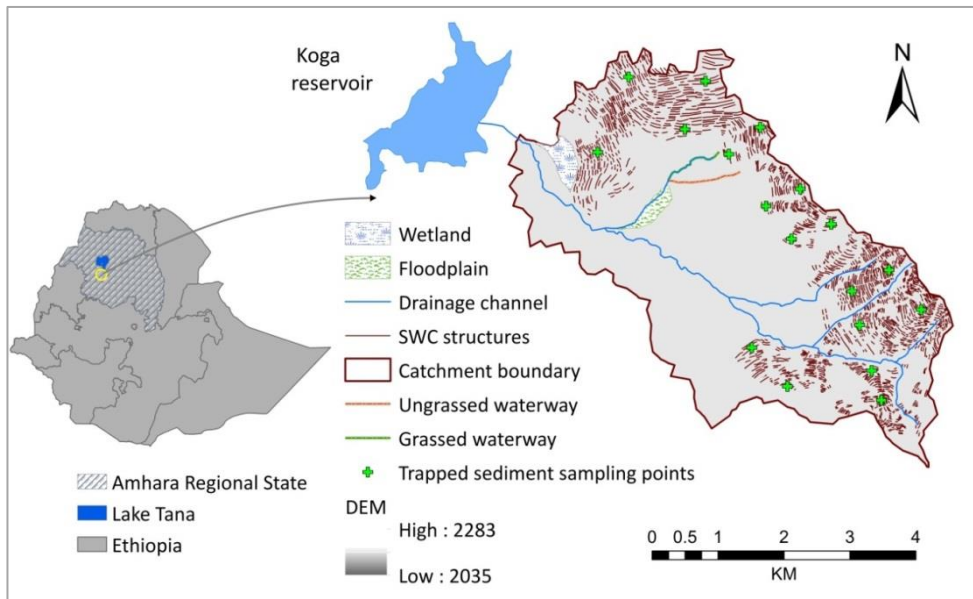 Koga
reservoir
N
Wetland
Floodplain
Drainage channel
SWC structures
Catchment boundary
Ungrassed waterway
Grassed waterway
Trapped sediment sampling points
Amhara Regional State
Lake Tana
Ethiopia
DEM
High : 2283
Low : 2035
0 0.5 1 2 3 4
KM